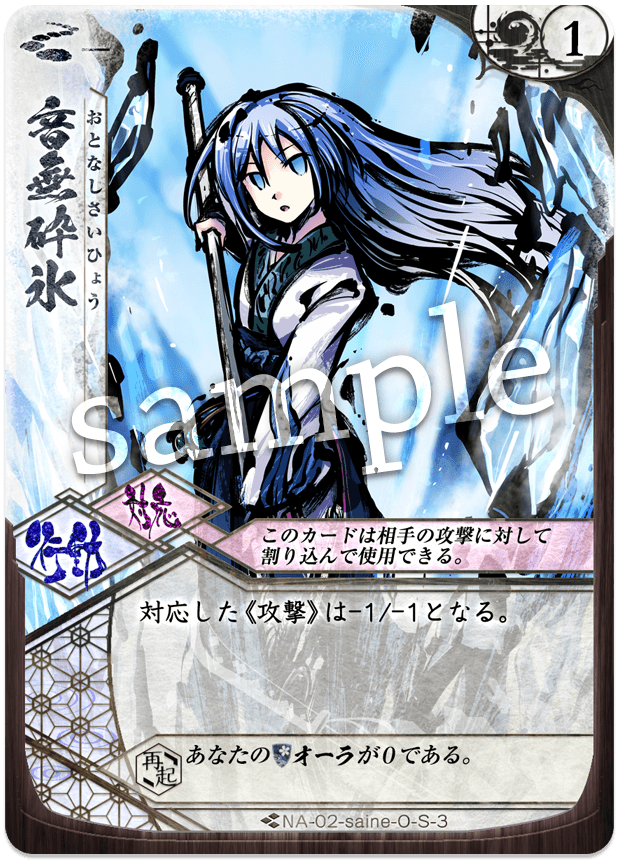 1
音無砕氷
おとなしさいひょう
sample
対応
行動
このカードは相手の攻撃に対して
割り込んで使用できる。
対応した《攻撃》は-1/-1となる。
再起
あなたのオーラが0である。
NA-02-saine-O-S-3